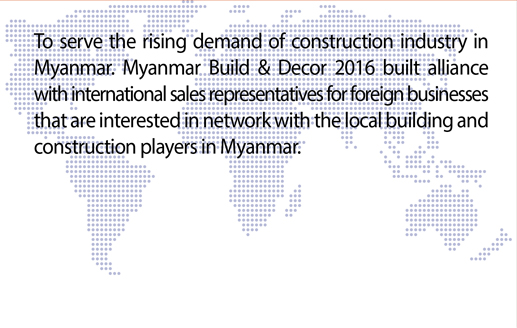 To serve the rising demand of construction industry in
Myanmar. Myanmar Build & Decor 2016 built alliance
with international sales representatives for foreign businesses
that are interested in network with the local building and
construction players in Myanmar.